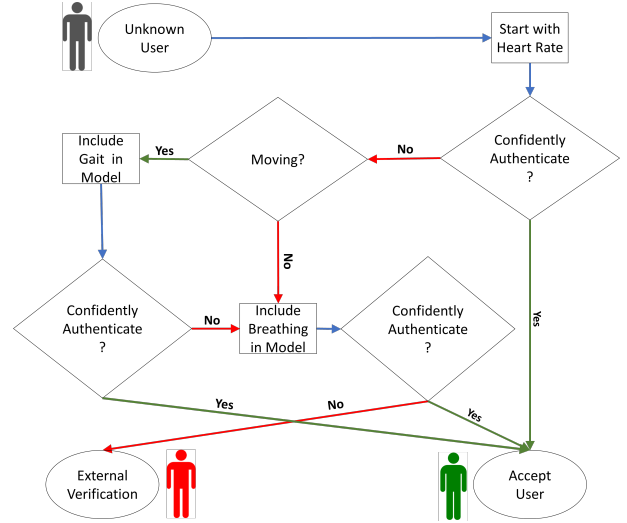 Unknown
User
Start with
Heart Rate
Include
Gait in
Model
Yes
Moving?
No
Confidently
Authenticate
?
No
Yes
Confidently
Authenticate
?
No
Include
Breathing
in Model
Confidently
Authenticate
?
Yes
No
Yes
External
Verification
Accept
User